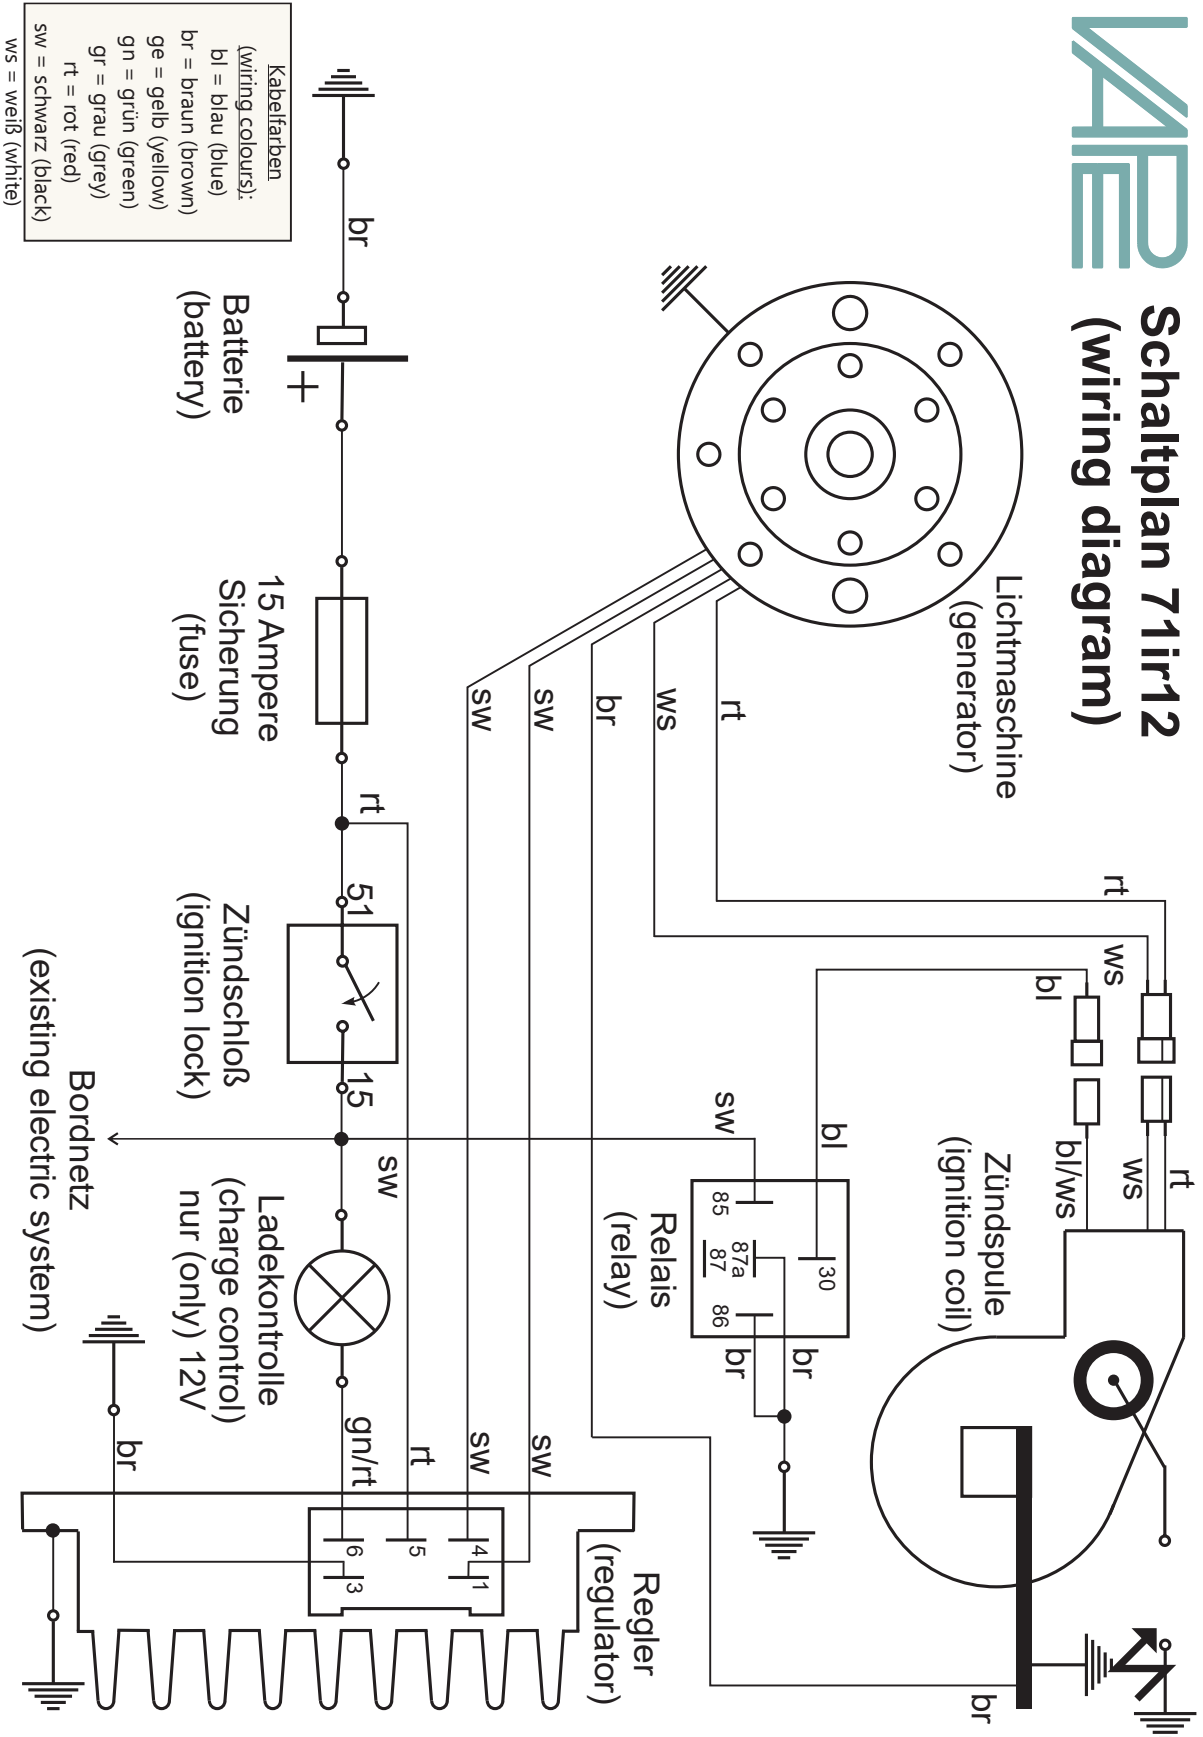 VAPE
Schaltplan 71ir12
(wiring diagram)
Lichtmaschine
(generator)
rt
ws
br
sw
sw
rt
ws
bl
rt
ws
bl/ws
Zündspule
(ignition coil)
bl
sw
85
87a
87
86
30
Relais
(relay)
br
br
br
Kabelfarben
(wiring colours):
bl = blau (blue)
br = braun (brown)
ge = gelb (yellow)
gn = grün (green)
gr = grau (grey)
rt = rot (red)
sw = schwarz (black)
ws = weiß (white)
br
+
Batterie
(battery)
15 Ampere
Sicherung
(fuse)
rt
51
15
Zündschloß
(ignition lock)
sw
Bordnetz
(existing electric system)
Ladekontrolle
(charge control)
nur (only) 12V
br
gn/rt
rt
sw
sw
6
5
4
3
1
Regler
(regulator)